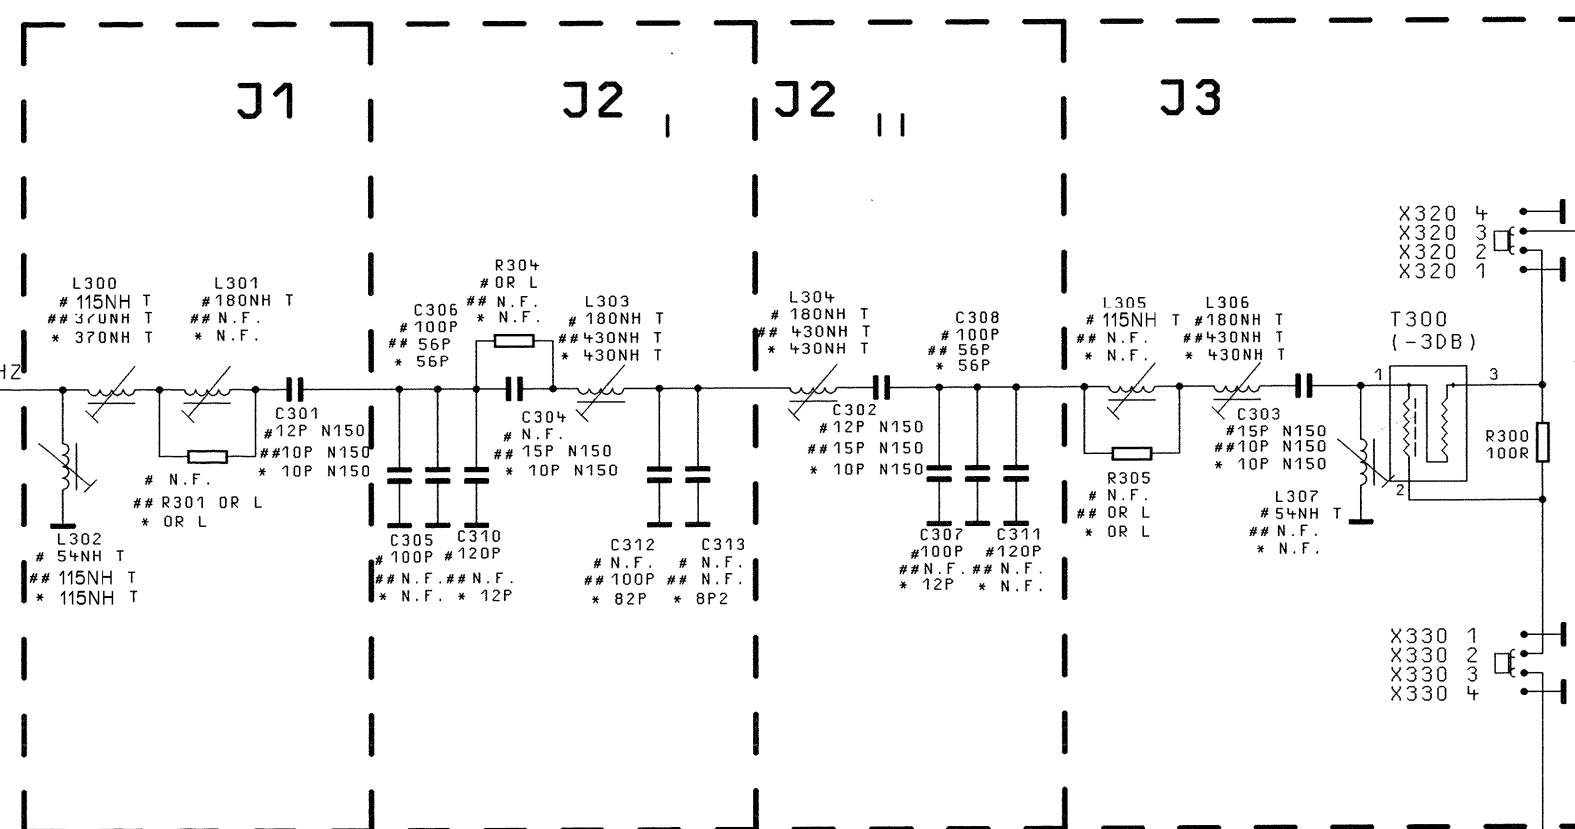 J1
J2
|
J2
| |
J3
X320 4
X320 3
X320 2
X320 1
HZ
L300
# 115NH T
## 370NH T
* 370NH T
L301
# 180NH T
## N.F.
* N.F.
C301
#12P N150
##10P N150
* 10P N150
# N.F.
## R301 OR L
* OR L
L302
# 54NH T
## 115NH T
* 115NH T
C306
# 100P
## 56P
* 56P
R304
# OR L
## N.F.
* N.F.
L303
# 180NH T
## 430NH T
* 430NH T
C304
# N.F.
## 15P N150
* 10P N150
C305
# 100P
## N.F.
* N.F.
C310
# 120P
## N.F.
* 12P
C312
# N.F.
## 100P
* 82P
C313
# N.F.
## N.F.
* 8P2
L304
# 180NH T
## 430NH T
* 430NH T
C302
#12P N150
##15P N150
* 10P N150
C308
# 100P
## 56P
* 56P
C307
#100P
##N.F.
* 12P
C311
#120P
## N.F.
* N.F.
L305
# 115NH T
## N.F.
* N.F.
L306
#180NH T
##430NH T
* 430NH T
R305
# N.F.
## OR L
* OR L
C303
#15P N150
##10P N150
* 10P N150
L307
# 54NH T
## N.F.
* N.F.
T300
(-3DB)
1
3
2
R300
100R
X330 1
X330 2
X330 3
X330 4